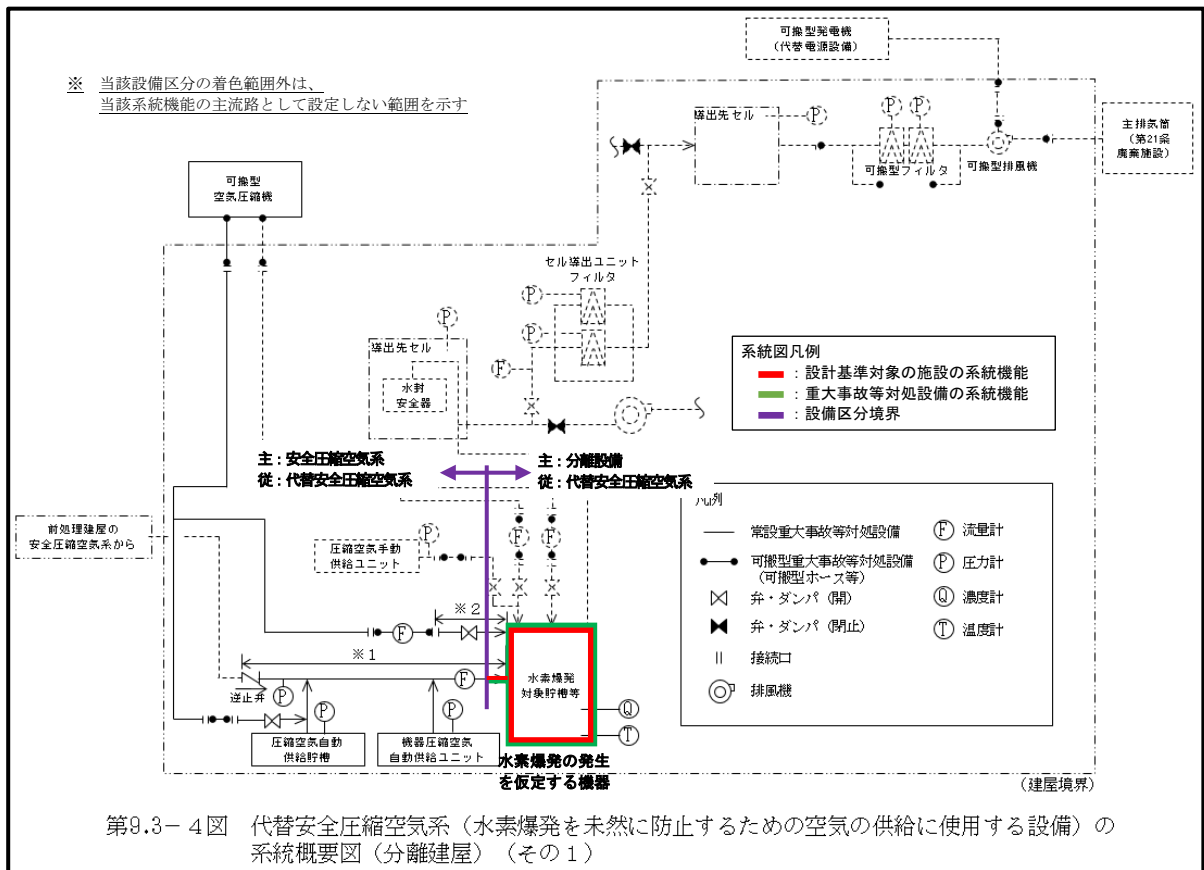 ※ 当該設備区分の着色範囲外は、
当該系統機能の主流路として設定しない範囲を示す
可搬型発電機
(代替電源設備)
導出先セル
P
P
P
可搬型フィルタ
可搬型排風機
主排気筒
(第21条
廃棄施設)
可搬型
空気圧縮機
セル導出ユニット
フィルタ
P
P
P
F
導出先セル
水封
安全器
系統図凡例
:設計基準対象の施設の系統機能
:重大事故等対処設備の系統機能
:設備区分境界
主:安全圧縮空気系
従:代替安全圧縮空気系
主:分離設備
従:代替安全圧縮空気系
前処理建屋の
安全圧縮空気系から
圧縮空気手動
供給ユニット
P
F
F
凡例
常設重大事故等対処設備
可搬型重大事故等対処設備
(可搬型ホース等)
弁・ダンパ (開)
弁・ダンパ (閉止)
接続口
排風機
F 流量計
P 圧力計
Q 濃度計
T 温度計
※2
F
※1
F
逆止弁
P
P
P
圧縮空気自動
供給貯槽
機器圧縮空気
自動供給ユニット
水素爆発
対象貯槽等
Q
T
水素爆発の発生
を仮定する機器
(建屋境界)
第9.3-4図 代替安全圧縮空気系(水素爆発を未然に防止するための空気の供給に使用する設備)の
系統概要図(分離建屋)(その1)